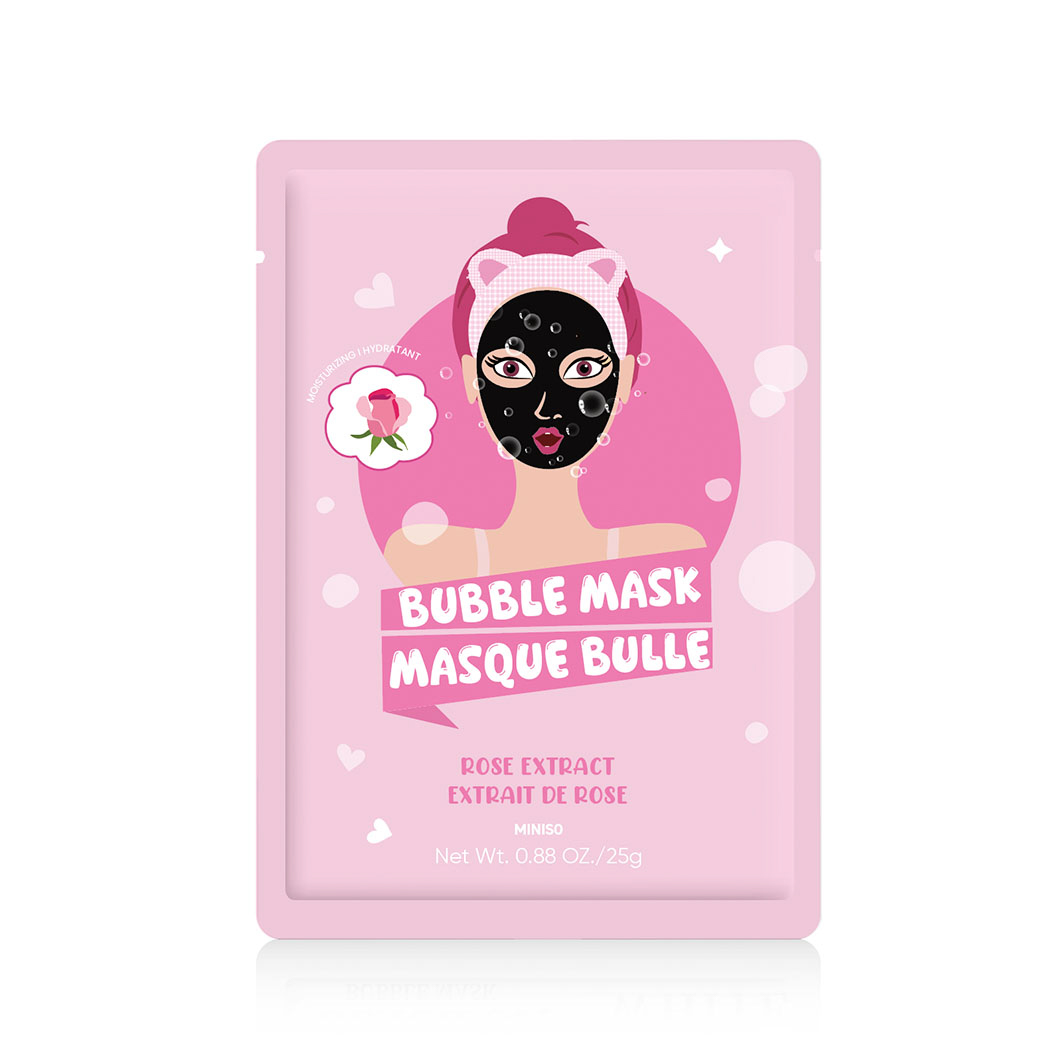 MOISTURIZING | HYDRATANT
BUBBLE MASK
MASQUE BULLE
ROSE EXTRACT
EXTRAIT DE ROSE
MINISO
Net Wt. 0.88 OZ./25g